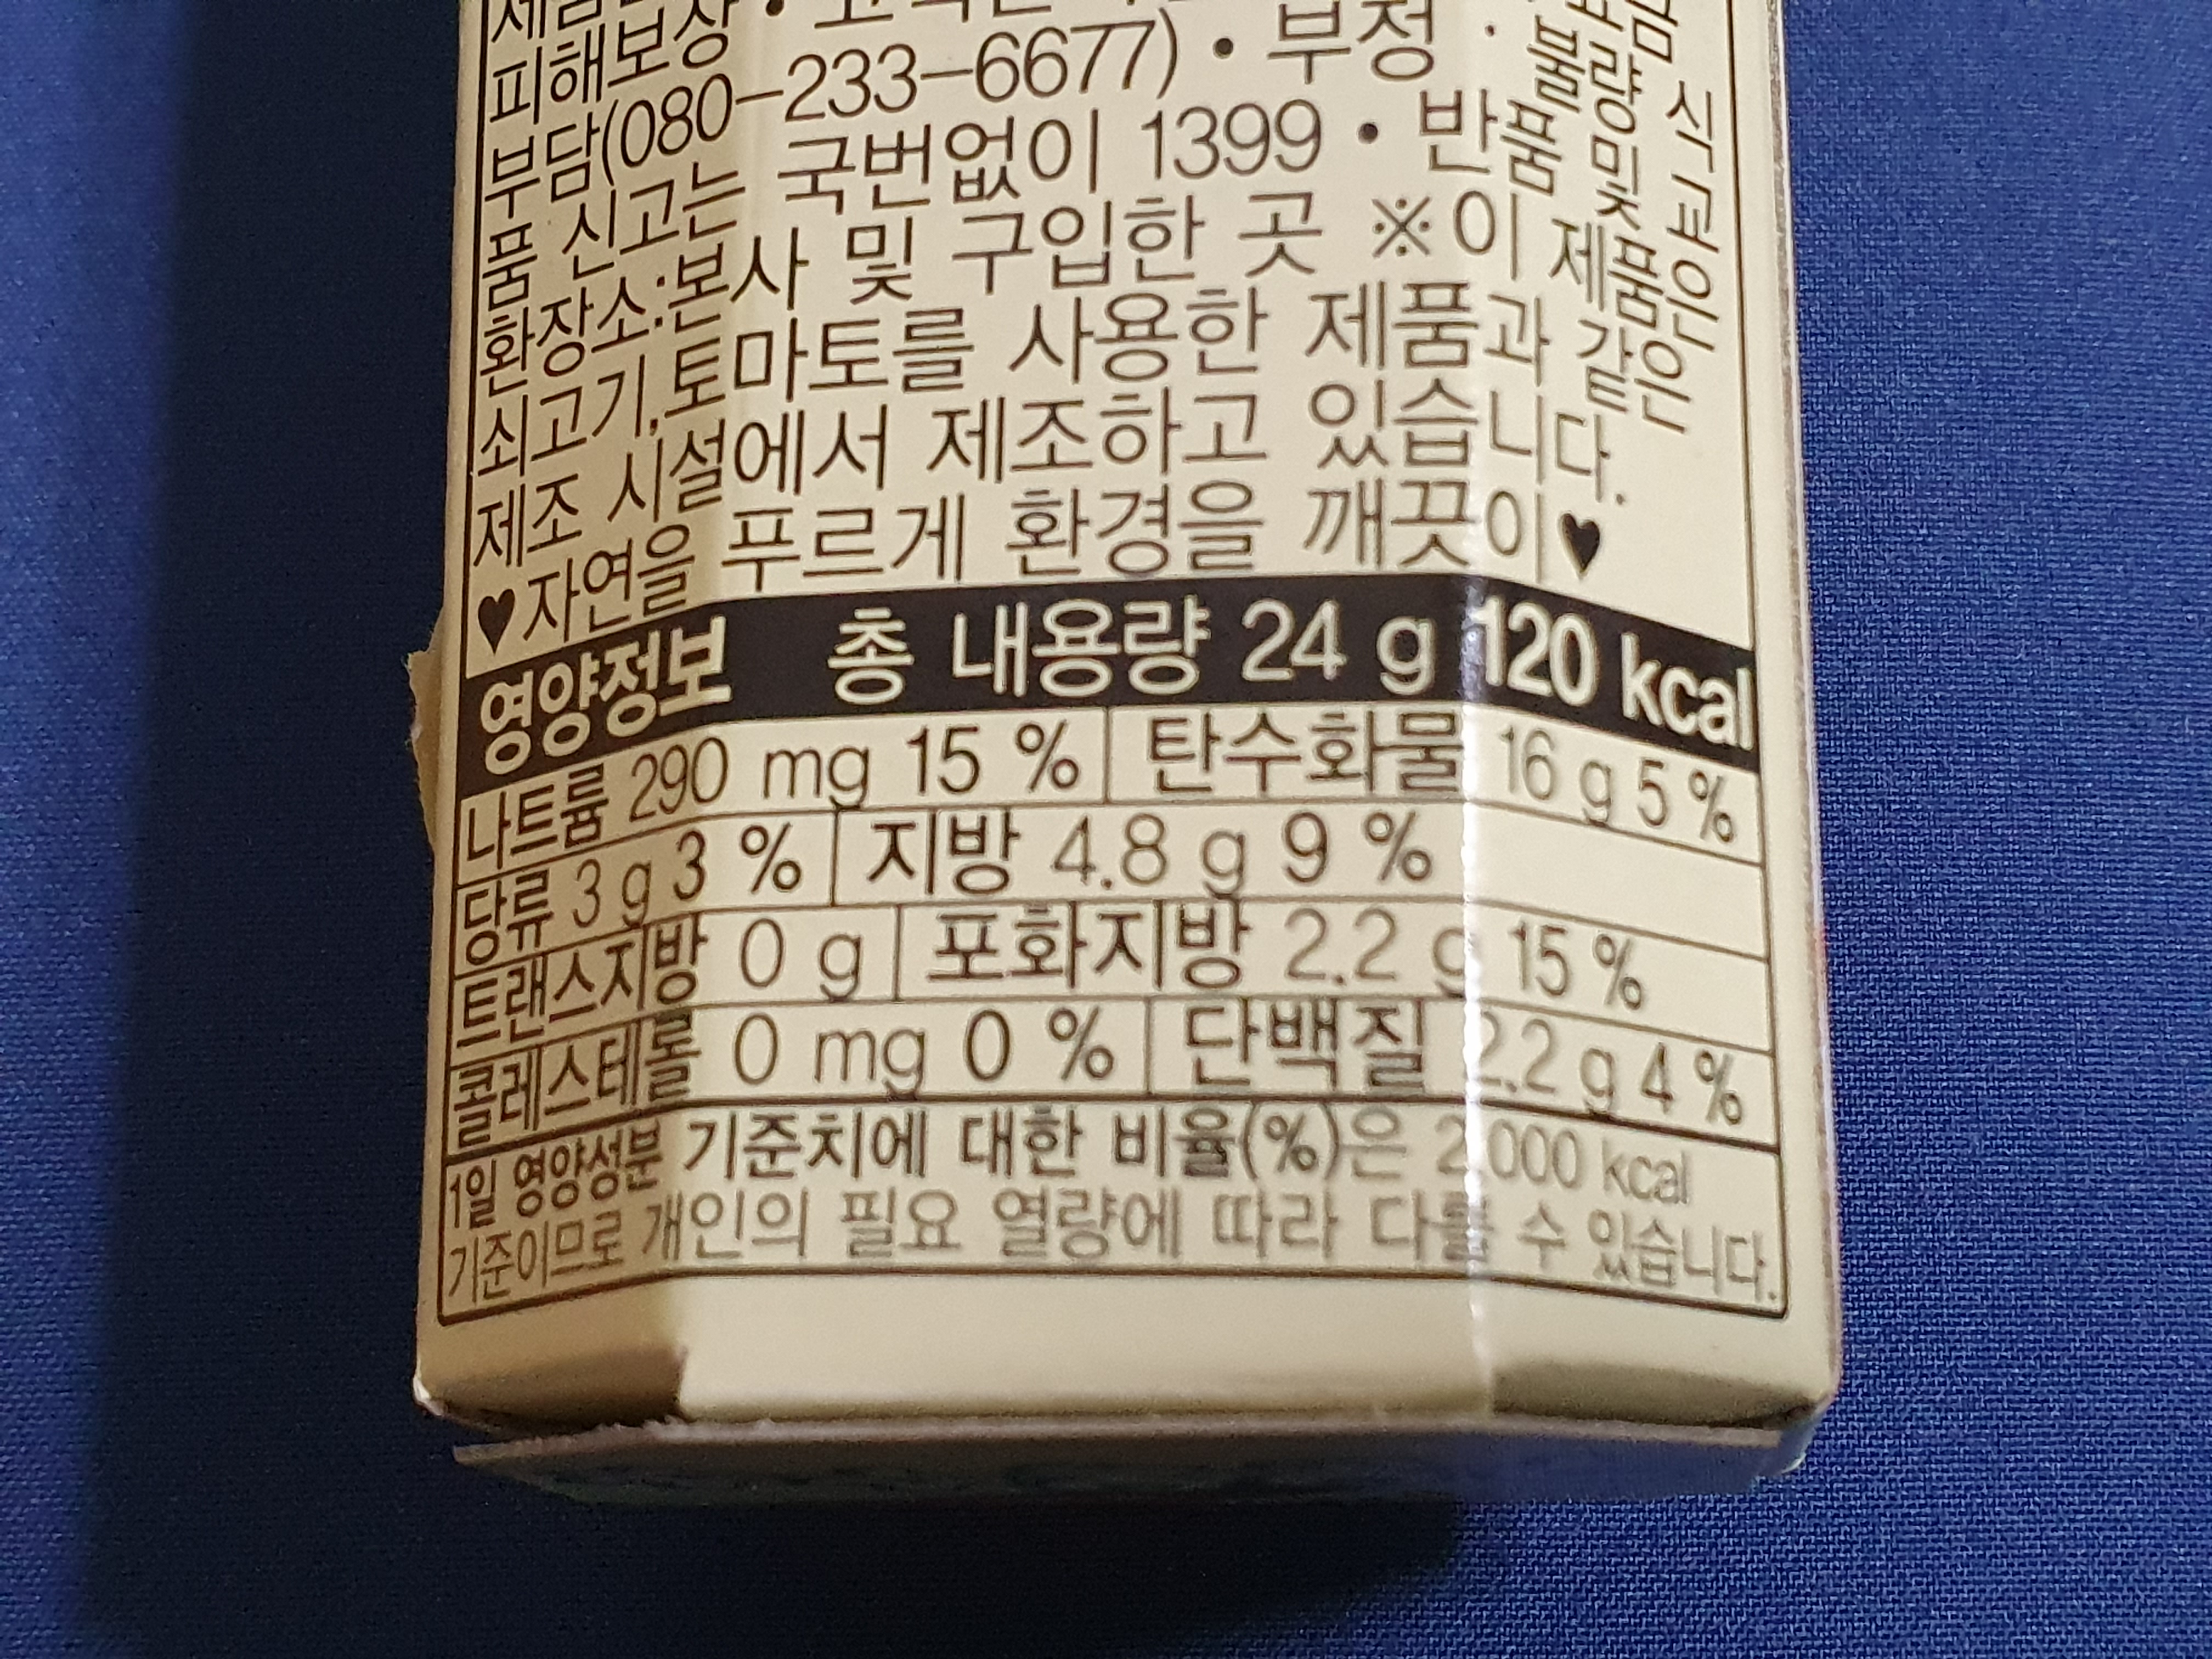 피해보상
부담(080-233-6677) • 부정 · 불량
품 신고는 국번없이 1399 • 반품 및 교
환장소:본사 및 구입한 곳 ※이 제품은
쇠고기,토마토를 사용한 제품과 같은
제조 시설에서 제조하고 있습니다.
♥자연을 푸르게 환경을 깨끗이♥
영양정보 총 내용량 24 g 120 kcal
나트륨 290 mg 15 % 탄수화물 16 g 5 %
당류 3 g 3 % 지방 4.8 g 9 %
트랜스지방 0 g 포화지방 2.2 g 15 %
콜레스테롤 0 mg 0 % 단백질 2.2 g 4 %
1일 영양성분 기준치에 대한 비율(%)은 2,000 kcal
기준이므로 개인의 필요 열량에 따라 다를 수 있습니다.